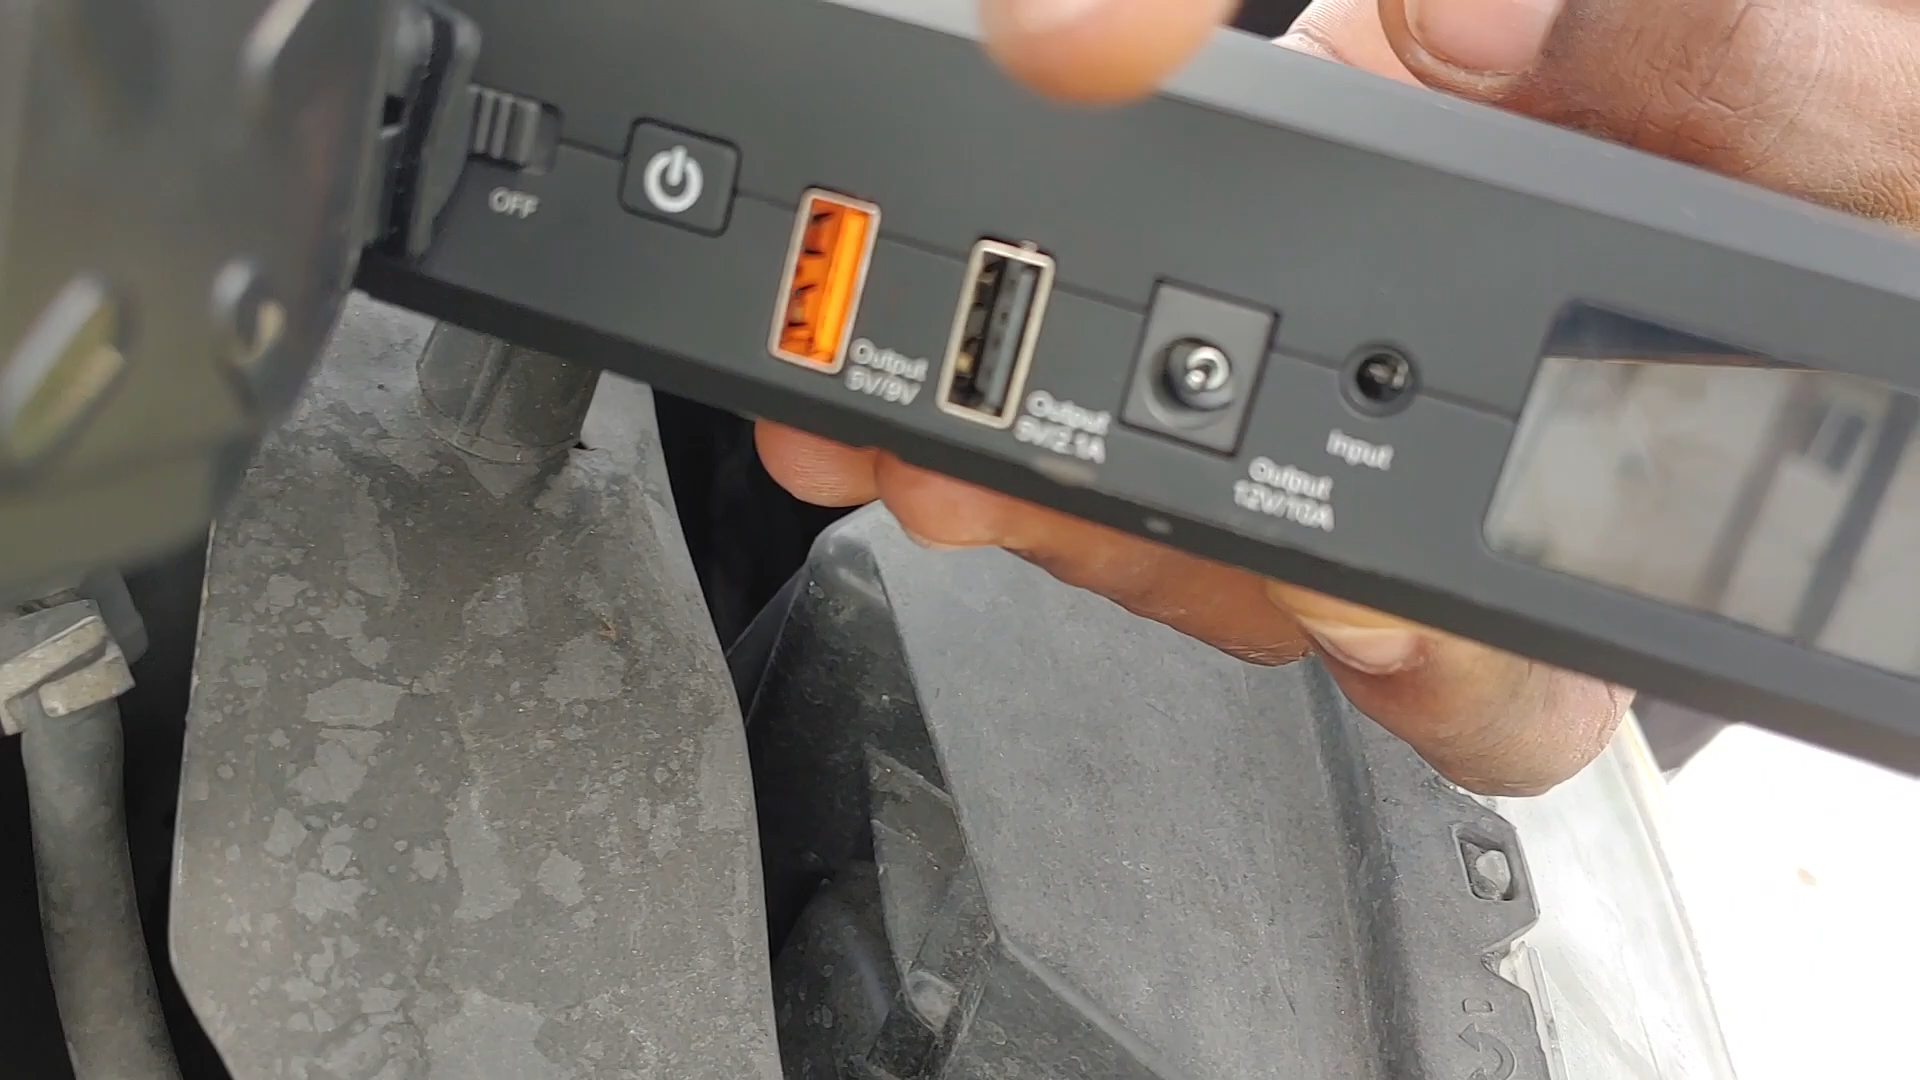 OFF
Output
5V/9V
Output
5V/2.1A
Output
12V/10A
Input
D